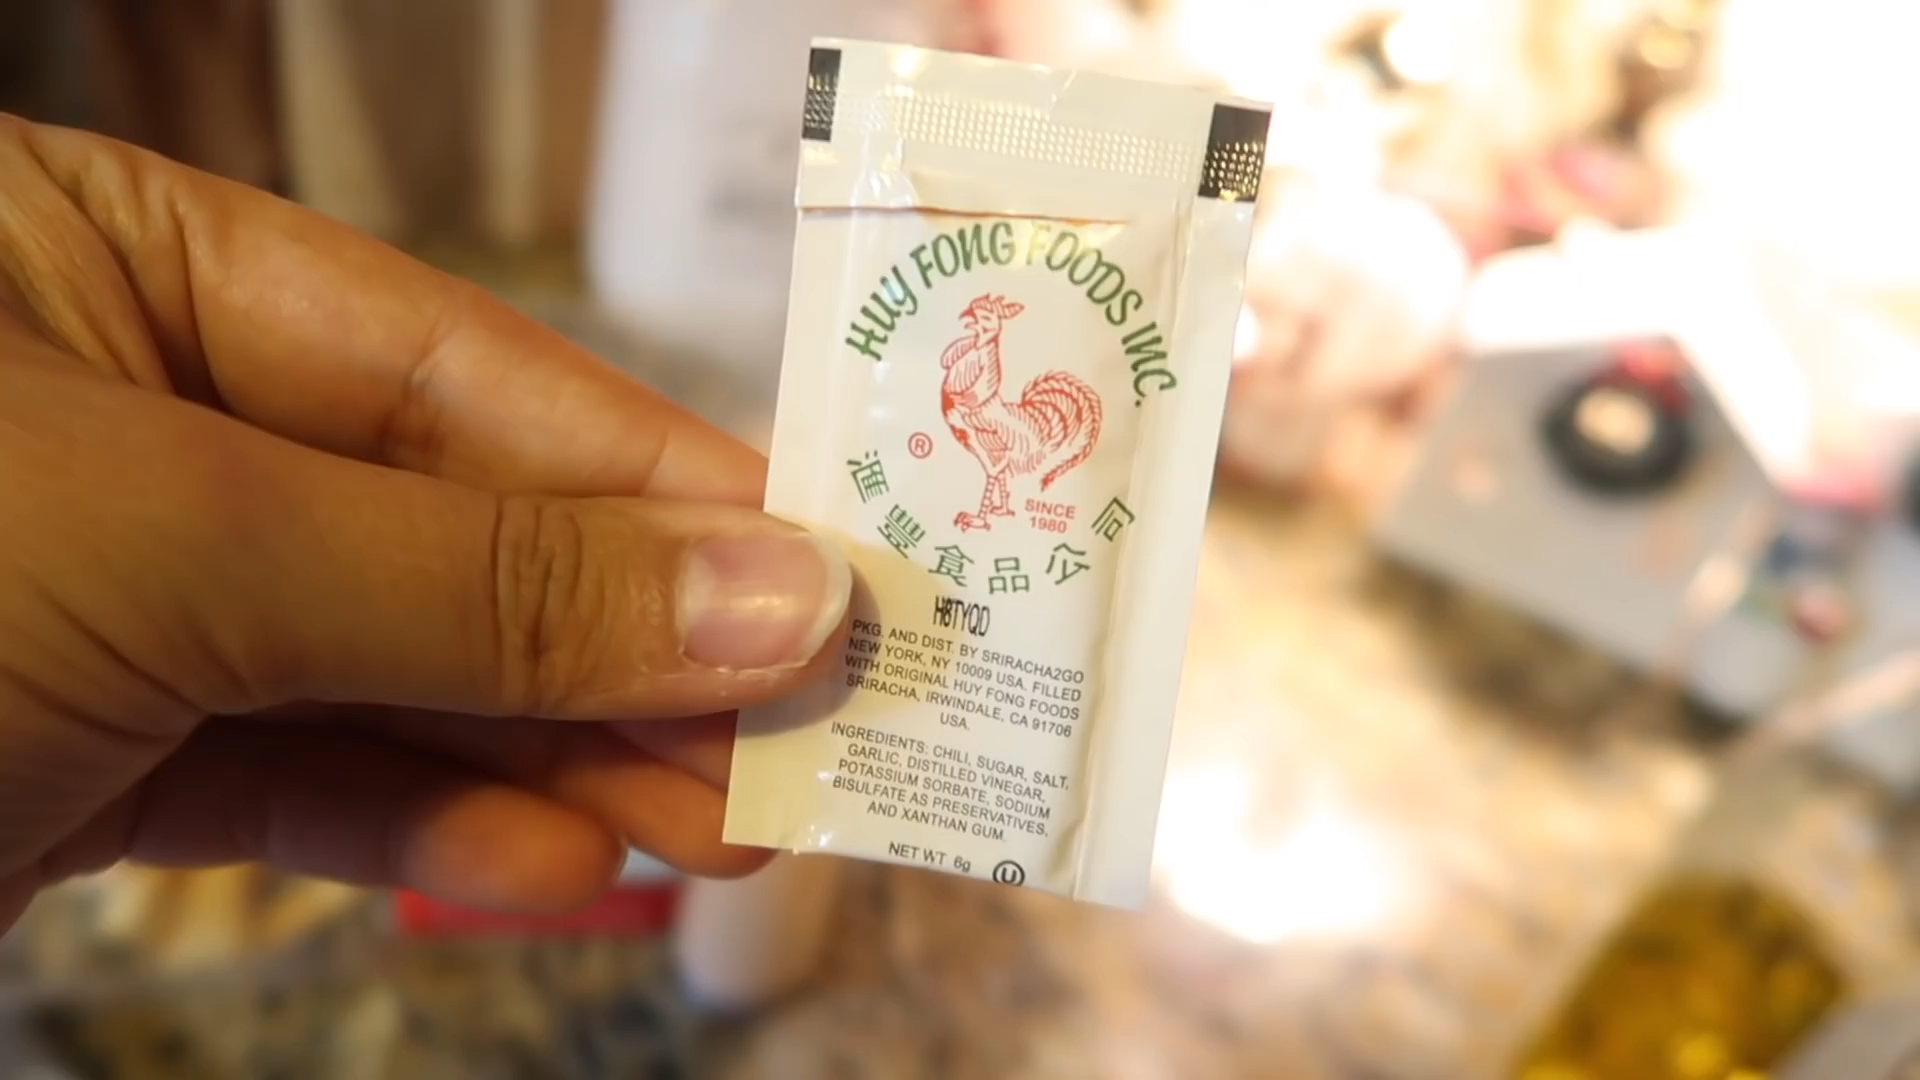 HUY FONG FOODS INC.
®
SINCE
1980
滙豐食品公司
H8TYQD
PKG. AND DIST. BY SRIRACHA2GO
NEW YORK, NY 10009 USA. FILLED
WITH ORIGINAL HUY FONG FOODS
SRIRACHA, IRWINDALE, CA 91706
USA.
INGREDIENTS: CHILI, SUGAR, SALT,
GARLIC, DISTILLED VINEGAR,
POTASSIUM SORBATE, SODIUM
BISULFATE AS PRESERVATIVES,
AND XANTHAN GUM.
NET WT 6g
U